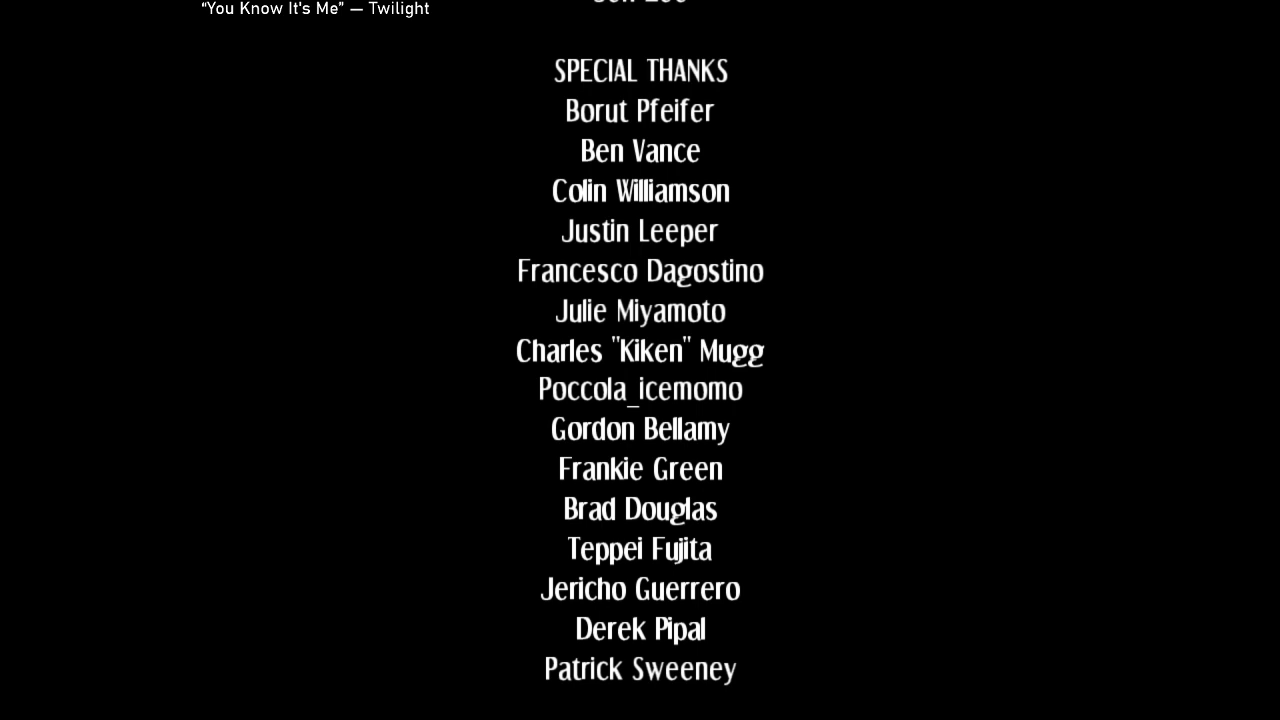 “You Know It's Me” — Twilight
SPECIAL THANKS
Borut Pfeifer
Ben Vance
Colin Williamson
Justin Leeper
Francesco Dagostino
Julie Miyamoto
Charles "Kiken" Mugg
Poccola_icemomo
Gordon Bellamy
Frankie Green
Brad Douglas
Teppei Fujita
Jericho Guerrero
Derek Pipal
Patrick Sweeney